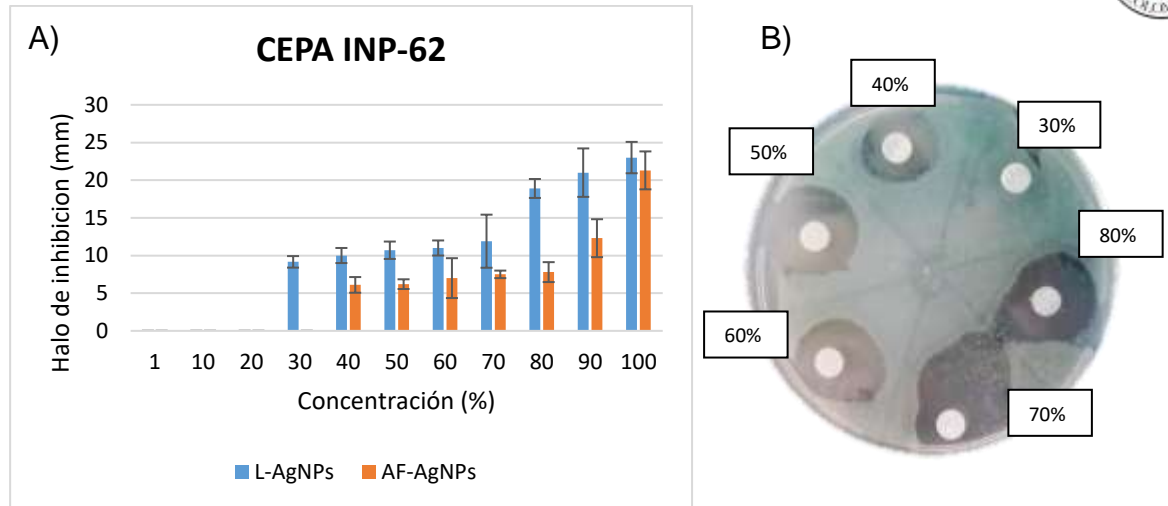 A)
CEPA INP-62
Halo de inhibicion (mm)
30
25
20
15
10
5
0
1 10 20 30 40 50 60 70 80 90 100
Concentración (%)
L-AgNPs AF-AgNPs
B)
40%
30%
50%
80%
60%
70%